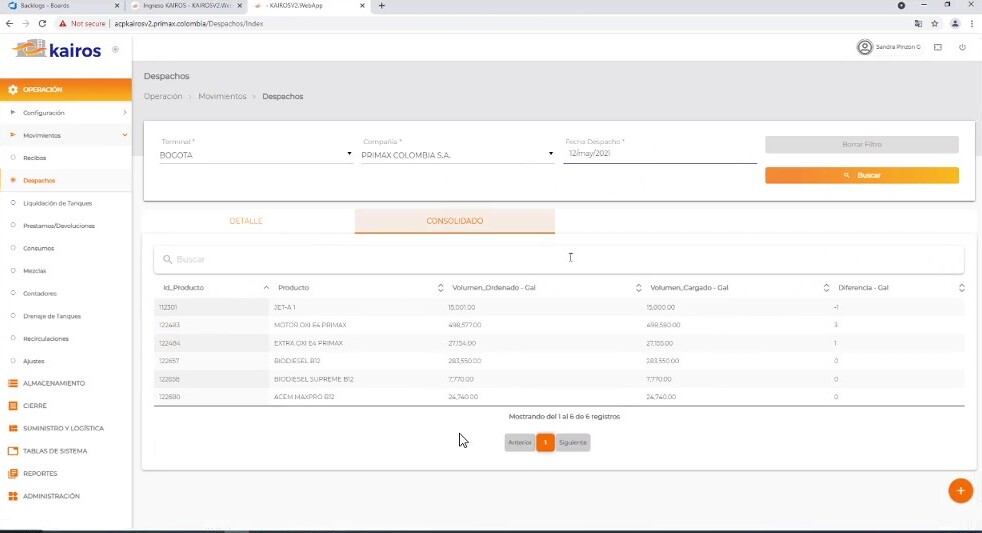 Backlogs - Boards
Ingreso KAIROS - KAIROSV2.We
- KAIROSV2.WebApp
Not secure | acpkairosv2.primax.colombia/Despachos/Index
kairos
Sandra Pinzon G
OPERACIÓN
Configuración
Movimientos
Recibos
Despachos
Liquidación de Tanques
Prestamos/Devoluciones
Consumos
Mezclas
Contadores
Drenaje de Tanques
Recirculaciones
Ajustes
ALMACENAMIENTO
CIERRE
SUMINISTRO Y LOGÍSTICA
TABLAS DE SISTEMA
REPORTES
ADMINISTRACIÓN
Despachos
Operación > Movimientos > Despachos
Terminal * Compañía * Fecha Despacho *
BOGOTA PRIMAX COLOMBIA S.A. 12/may/2021
Borrar Filtro
Buscar
DETALLE CONSOLIDADO
Buscar
Id_Producto Producto Volumen_Ordenado - Gal Volumen_Cargado - Gal Diferencia - Gal
112301 JET-A 1 15,001.00 15,000.00 -1
122483 MOTOR OXI E4 PRIMAX 498,577.00 498,580.00 3
122484 EXTRA OXI E4 PRIMAX 27,154.00 27,155.00 1
122657 BIODIESEL B12 283,550.00 283,550.00 0
122658 BIODIESEL SUPREME B12 7,770.00 7,770.00 0
122680 ACEM MAXPRO B12 24,740.00 24,740.00 0
Mostrando del 1 al 6 de 6 registros
Anterior 1 Siguiente